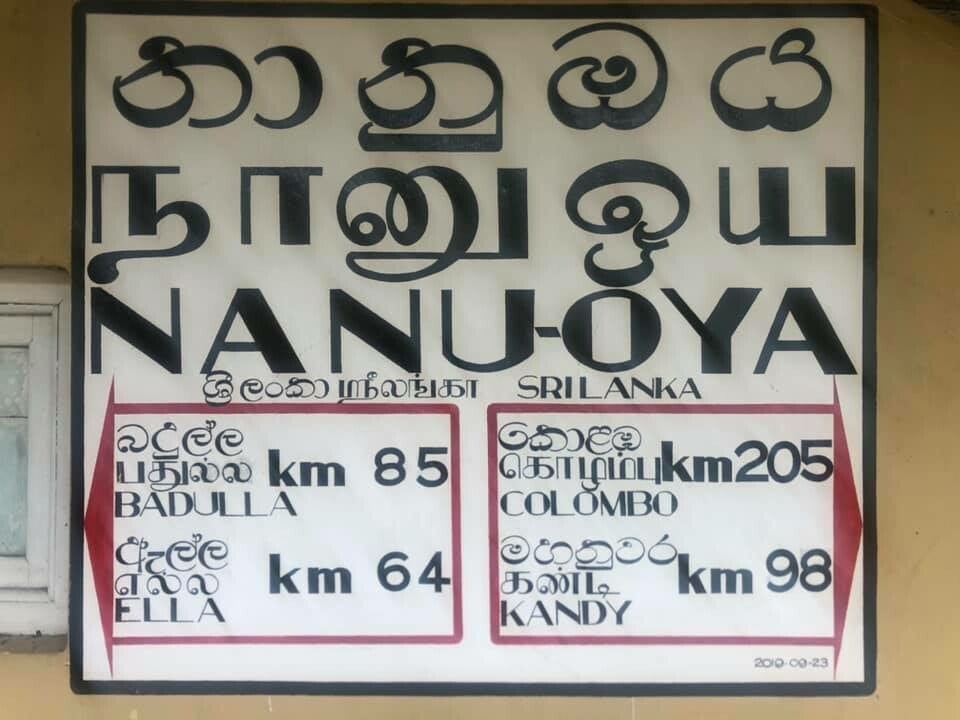 නානුඔය
நானுஓய
NANU-OYA
ශ්‍රී ලංකා ஸ்ரீலங்கா SRI LANKA
බදුල්ල
பதுல்ல km 85
BADULLA
ඇල්ල
எல்ல km 64
ELLA
කොළඹ
கொழம்பு km 205
COLOMBO
මහනුවර
கண்டி km 98
KANDY
2019-09-23